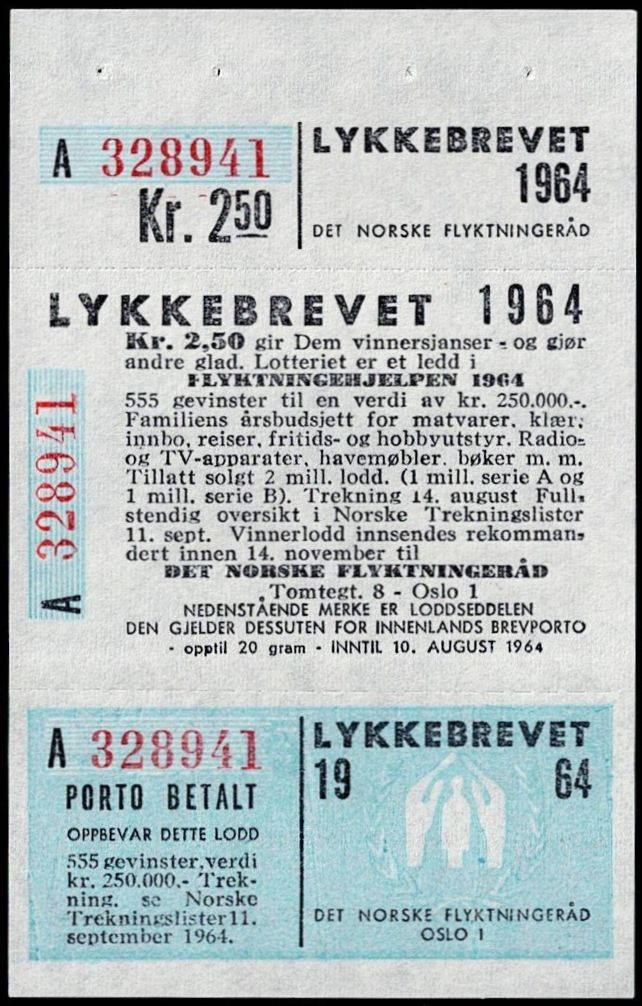 A 328941
Kr. 2 50
LYKKEBREVET
1964
DET NORSKE FLYKTNINGERÅD
LYKKEBREVET 1964
Kr. 2,50 gir Dem vinnersjanser - og gjør
andre glad. Lotteriet er et ledd i
FLYKTNINGEHJELPEN 1964
555 gevinster til en verdi av kr. 250.000,-.
Familiens årsbudsjett for matvarer, klær,
innbo, reiser, fritids- og hobbyutstyr. Radio-
og TV-apparater, havemøbler, bøker m. m.
Tillatt solgt 2 mill. lodd. (1 mill. serie A og
1 mill. serie B). Trekning 14. august Full-
stendig oversikt i Norske Trekningslister
11. sept. Vinnerlodd innsendes rekomman-
dert innen 14. november til
DET NORSKE FLYKTNINGERÅD
Tomtegt. 8 - Oslo 1
NEDENSTÅENDE MERKE ER LODDSEDDELEN
DEN GJELDER DESSUTEN FOR INNENLANDS BREVPORTO
- opptil 20 gram - INNTIL 10. AUGUST 1964
A 328941
A 328941
PORTO BETALT
OPPBEVAR DETTE LODD
555 gevinster, verdi
kr. 250.000,- Trek-
ning. se Norske
Trekningslister 11.
september 1964.
LYKKEBREVET
19 64
DET NORSKE FLYKTNINGERÅD
OSLO 1